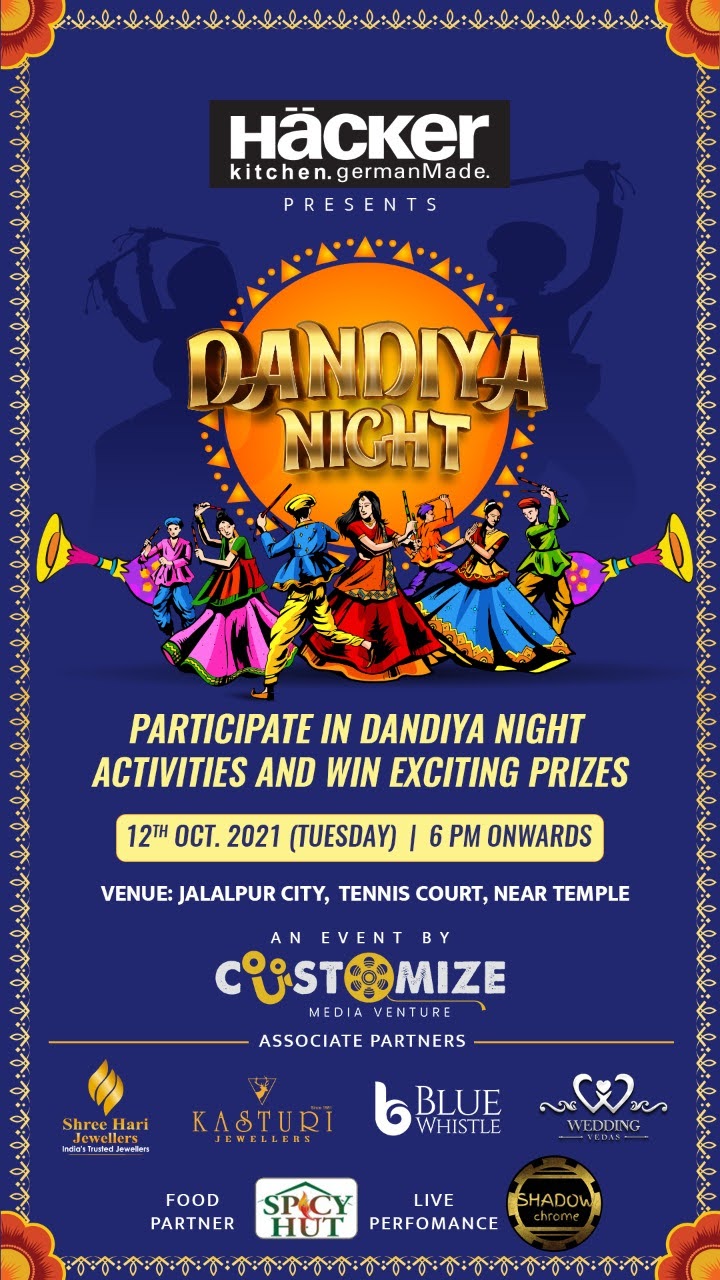 Häcker
kitchen.germanMade.
PRESENTS
DANDIYA
NIGHT
PARTICIPATE IN DANDIYA NIGHT
ACTIVITIES AND WIN EXCITING PRIZES
12TH OCT. 2021 (TUESDAY) | 6 PM ONWARDS
VENUE: JALALPUR CITY, TENNIS COURT, NEAR TEMPLE
AN EVENT BY
CUSTOMIZE
MEDIA VENTURE
ASSOCIATE PARTNERS
Shree Hari
Jewellers
India's Trusted Jewellers
KASTURI
JEWELLERS
BLUE
WHISTLE
WEDDING
VEDAS
FOOD
PARTNER
SPICY
HUT
LIVE
PERFOMANCE
SHADOW
chrome